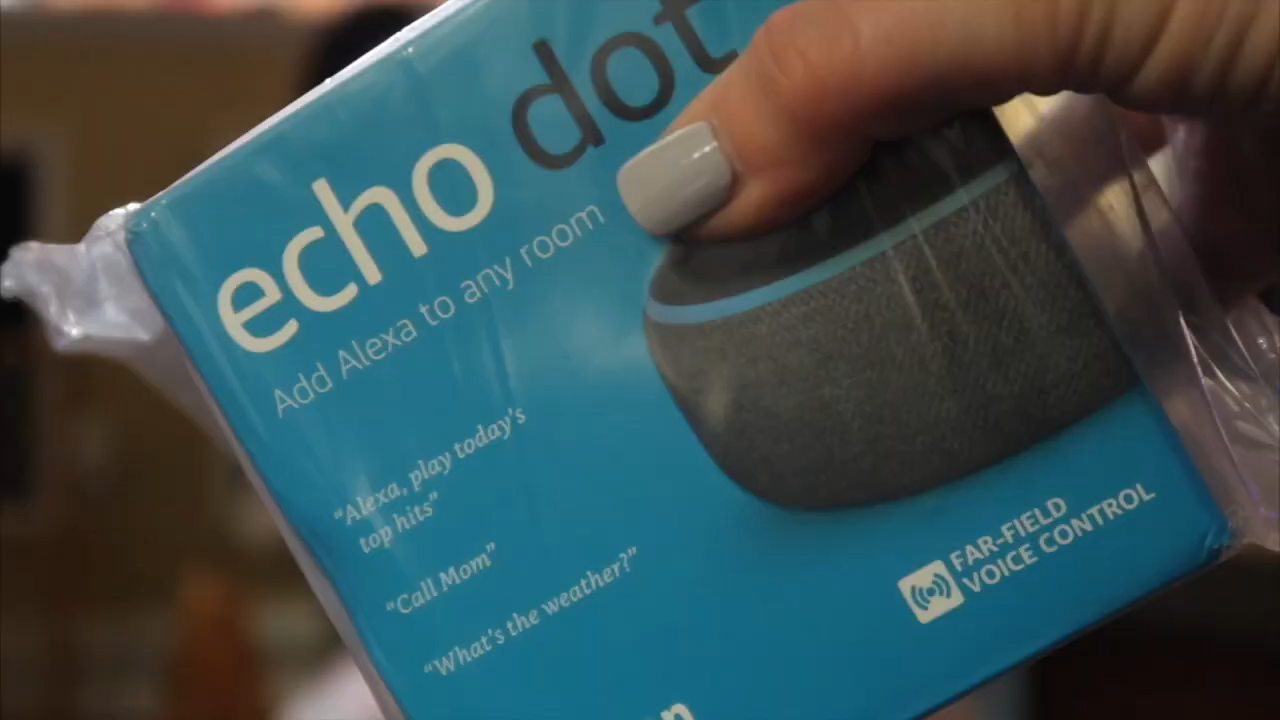 echo dot
Add Alexa to any room
“Alexa, play today's
top hits”
“Call Mom”
“What's the weather?”
FAR-FIELD
VOICE CONTROL